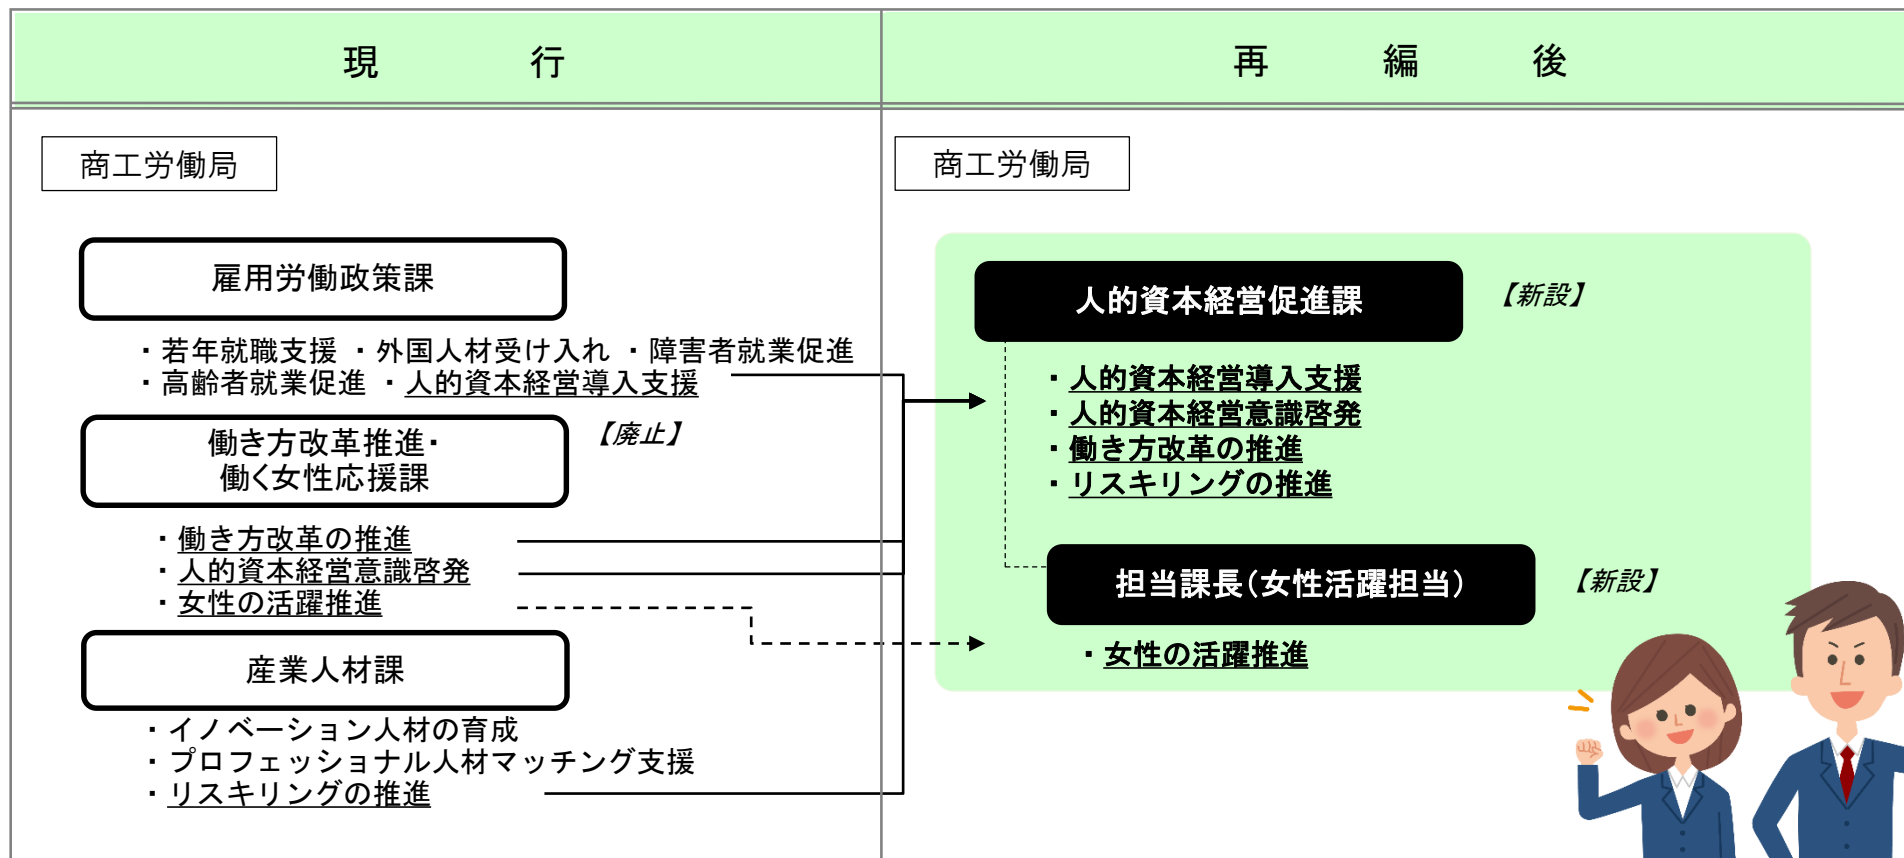 現　行
再　編　後
商工労働局
雇用労働政策課
・若年就職支援 ・外国人材受け入れ ・障害者就業促進
・高齢者就業促進 ・人的資本経営導入支援
働き方改革推進・
働く女性応援課
【廃止】
・働き方改革の推進
・人的資本経営意識啓発
・女性の活躍推進
産業人材課
・イノベーション人材の育成
・プロフェッショナル人材マッチング支援
・リスキリングの推進
商工労働局
人的資本経営促進課
【新設】
・人的資本経営導入支援
・人的資本経営意識啓発
・働き方改革の推進
・リスキリングの推進
担当課長（女性活躍担当）
【新設】
・女性の活躍推進